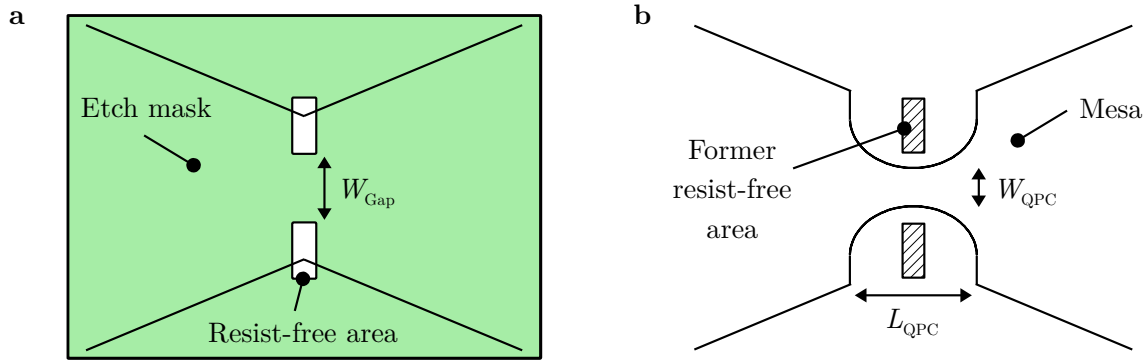 a
Etch mask
W_Gap
Resist-free area
b
Mesa
Former
resist-free
area
W_QPC
L_QPC